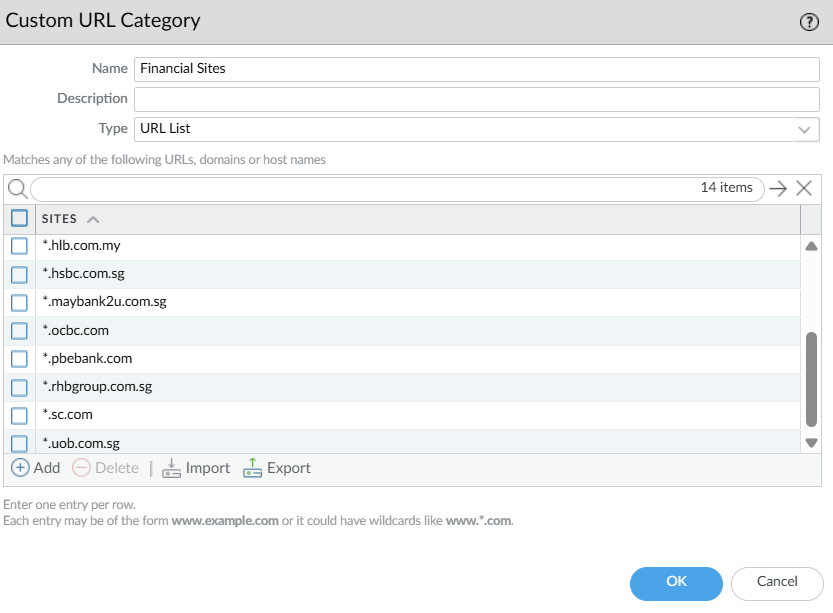 Custom URL Category
?
Name Financial Sites
Description
Type URL List
Matches any of the following URLs, domains or host names
14 items
SITES
*.hlb.com.my
*.hsbc.com.sg
*.maybank2u.com.sg
*.ocbc.com
*.pbebank.com
*.rhbgroup.com.sg
*.sc.com
*.uob.com.sg
Add Delete | Import Export
Enter one entry per row.
Each entry may be of the form www.example.com or it could have wildcards like www.*.com.
OK Cancel